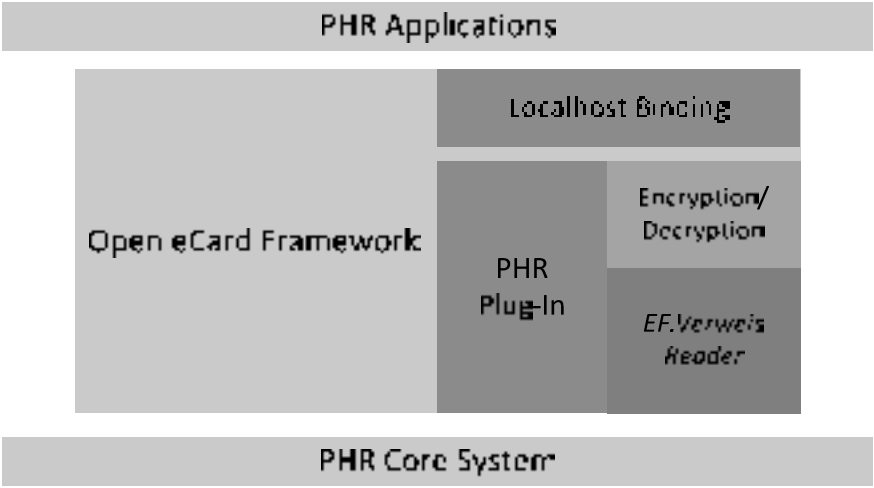 PHR Applications
Localhost Binding
Open eCard Framework
PHR
Plug-In
Encryption/
Decryption
EF.Verweis
Reader
PHR Core System